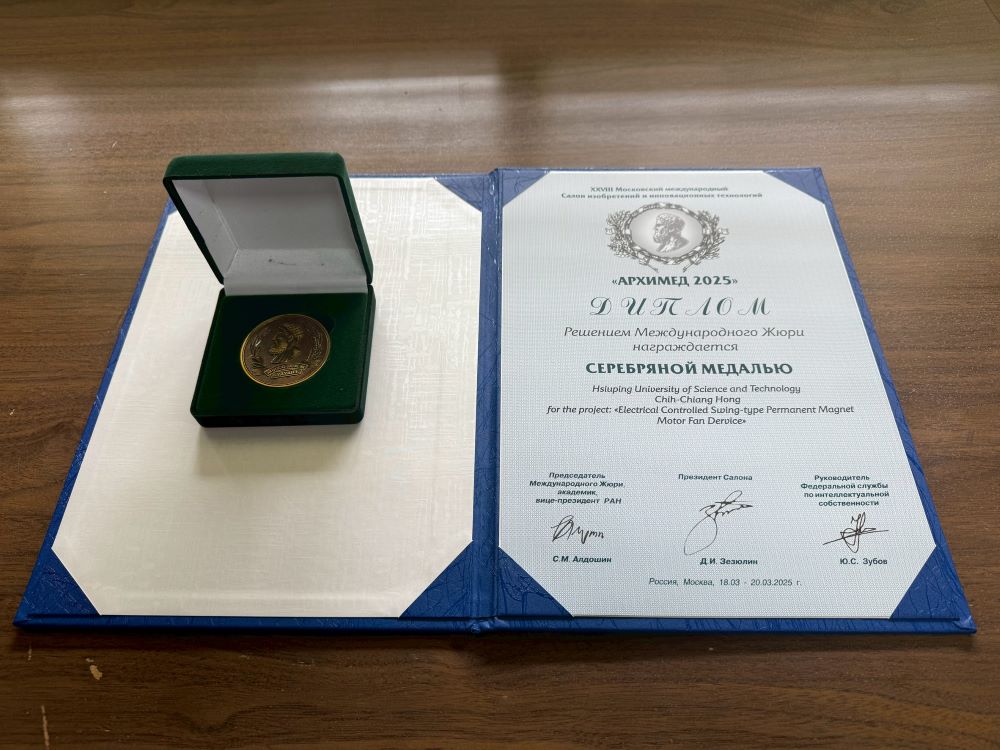 XXVIII Московский международный
Салон изобретений и инновационных технологий
«АРХИМЕД 2025»
ДИПЛОМ
Решением Международного Жюри
награждается
СЕРЕБРЯНОЙ МЕДАЛЬЮ
Hsiuping University of Science and Technology
Chih-Chiang Hong
for the project: «Electrical Controlled Swing-type Permanent Magnet
Motor Fan Dervice»
Председатель
Международного Жюри,
академик,
вице-президент РАН
С.М. Алдошин
Президент Салона
Д.И. Зезюлин
Руководитель
Федеральной службы
по интеллектуальной
собственности
Ю.С. Зубов
Россия, Москва, 18.03 - 20.03.2025 г.